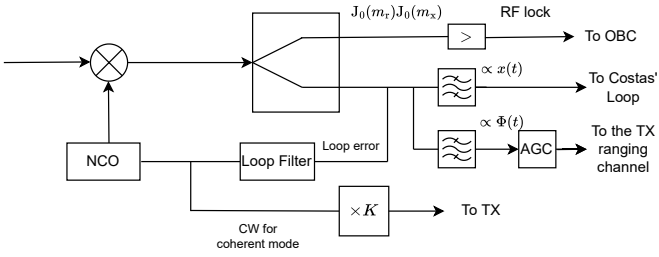 J₀(mᵣ)J₀(mₓ)
RF lock
>
To OBC
∝ x(t)
To Costas'
Loop
∝ Φ(t)
To the TX
ranging
channel
AGC
Loop error
NCO
Loop Filter
×K
To TX
CW for
coherent mode